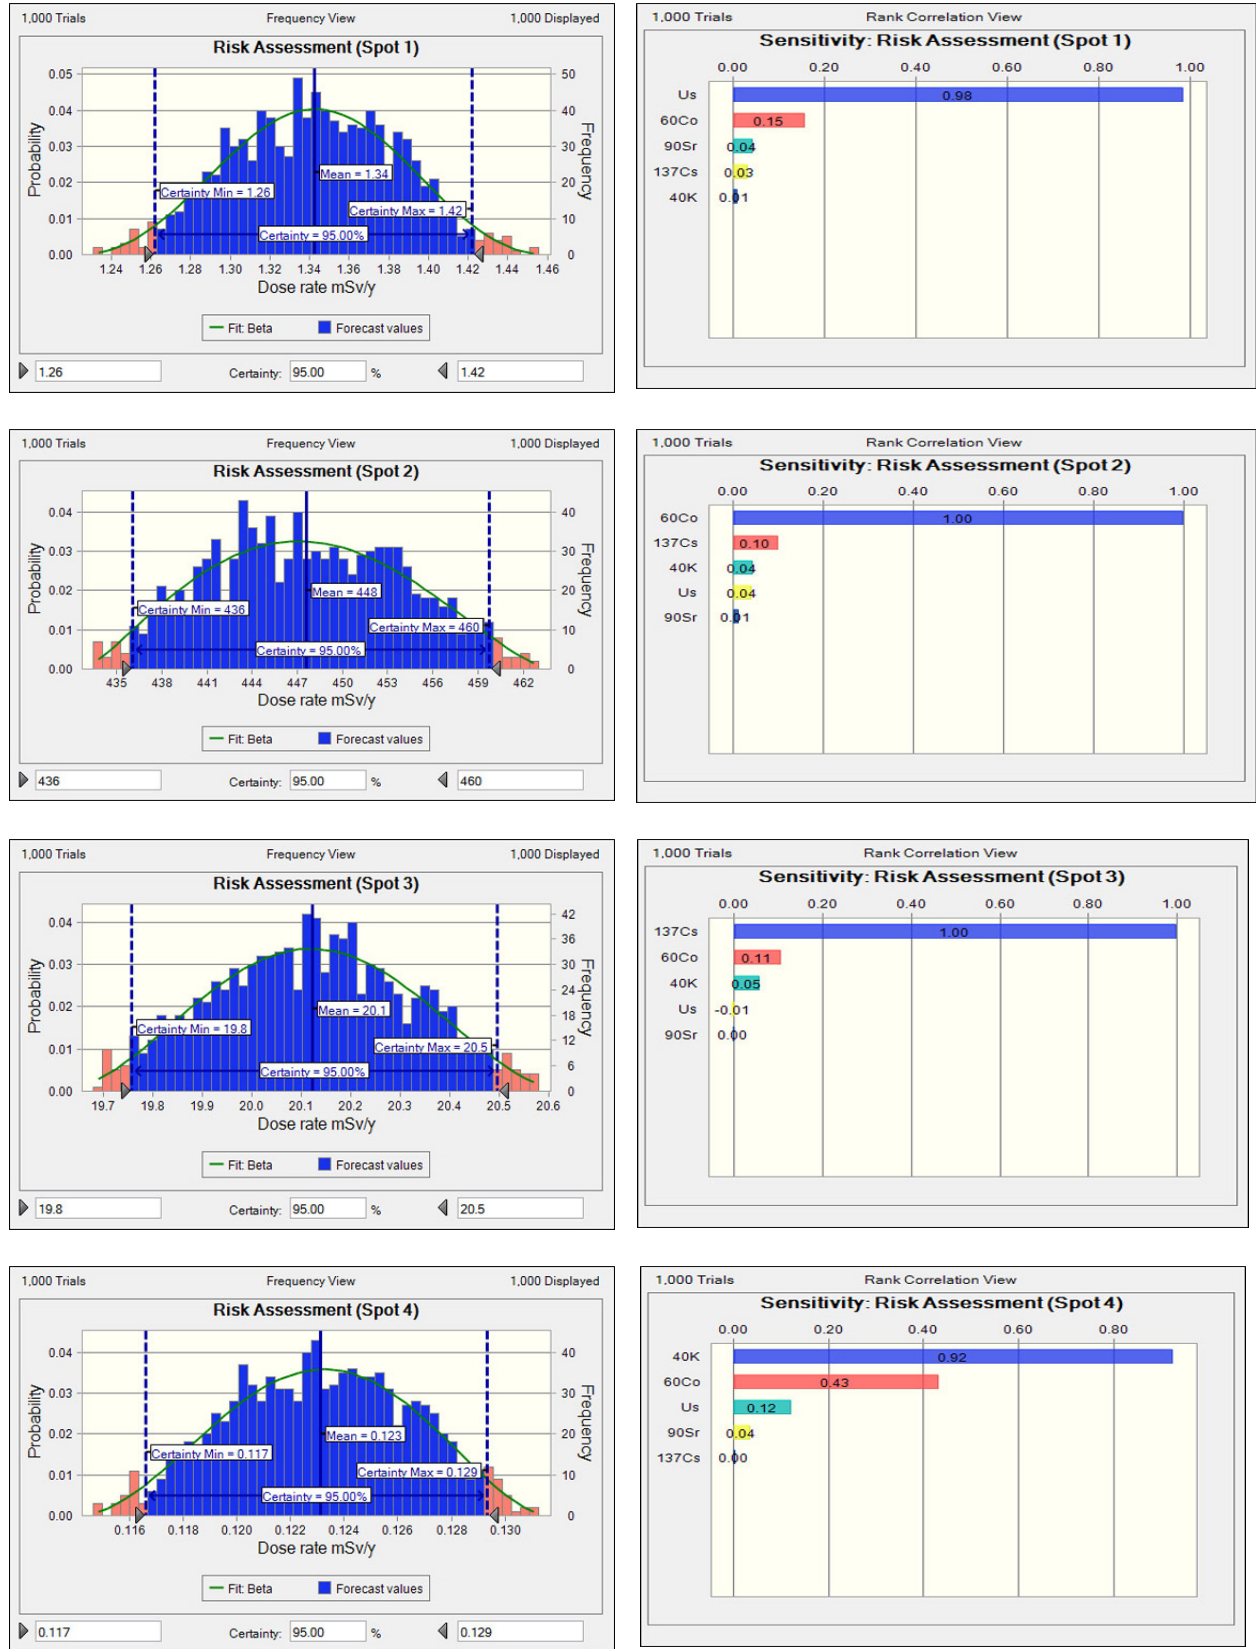 1,000 Trials Frequency View 1,000 Displayed
Risk Assessment (Spot 1)
0.05 50
0.04 40
0.03 30
0.02 20
0.01 10
0.00 0
Probability
Frequency
Mean = 1.34
Certainty Min = 1.26
Certainty Max = 1.42
Certainty = 95.00%
1.24 1.26 1.28 1.30 1.32 1.34 1.36 1.38 1.40 1.42 1.44 1.46
Dose rate mSv/y
Fit: Beta Forecast values
1.26 Certainty: 95.00 % 1.42
1,000 Trials Rank Correlation View
Sensitivity: Risk Assessment (Spot 1)
0.00 0.20 0.40 0.60 0.80 1.00
Us 0.98
60Co 0.15
90Sr 0.04
137Cs 0.03
40K 0.01
1,000 Trials Frequency View 1,000 Displayed
Risk Assessment (Spot 2)
0.04 40
0.03 30
0.02 20
0.01 10
0.00 0
Probability
Frequency
Mean = 448
Certainty Min = 436
Certainty Max = 460
Certainty = 95.00%
435 438 441 444 447 450 453 456 459 462
Dose rate mSv/y
Fit: Beta Forecast values
436 Certainty: 95.00 % 460
1,000 Trials Rank Correlation View
Sensitivity: Risk Assessment (Spot 2)
0.00 0.20 0.40 0.60 0.80 1.00
60Co 1.00
137Cs 0.10
40K 0.04
Us 0.04
90Sr 0.01
1,000 Trials Frequency View 1,000 Displayed
Risk Assessment (Spot 3)
42
0.04 36
0.03 30
24
0.02 18
0.01 12
6
0.00 0
Probability
Frequency
Mean = 20.1
Certainty Min = 19.8
Certainty Max = 20.5
Certainty = 95.00%
19.7 19.8 19.9 20.0 20.1 20.2 20.3 20.4 20.5 20.6
Dose rate mSv/y
Fit: Beta Forecast values
19.8 Certainty: 95.00 % 20.5
1,000 Trials Rank Correlation View
Sensitivity: Risk Assessment (Spot 3)
0.00 0.20 0.40 0.60 0.80 1.00
137Cs 1.00
60Co 0.11
40K 0.05
Us -0.01
90Sr 0.00
1,000 Trials Frequency View 1,000 Displayed
Risk Assessment (Spot 4)
0.04 40
0.03 30
0.02 20
0.01 10
0.00 0
Probability
Frequency
Mean = 0.123
Certainty Min = 0.117
Certainty Max = 0.129
Certainty = 95.00%
0.116 0.118 0.120 0.122 0.124 0.126 0.128 0.130
Dose rate mSv/y
Fit: Beta Forecast values
0.117 Certainty: 95.00 % 0.129
1,000 Trials Rank Correlation View
Sensitivity: Risk Assessment (Spot 4)
0.00 0.20 0.40 0.60 0.80
40K 0.92
60Co 0.43
Us 0.12
90Sr 0.04
137Cs 0.00